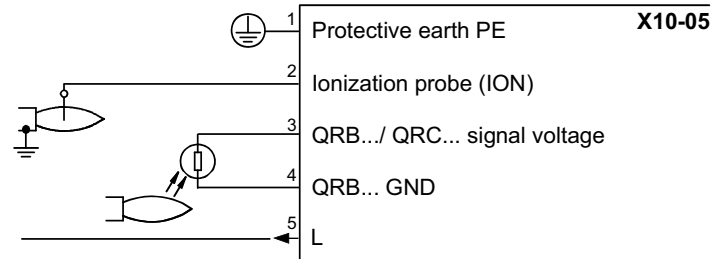 X10-05
1 Protective earth PE
2 Ionization probe (ION)
3 QRB.../ QRC... signal voltage
4 QRB... GND
5 L